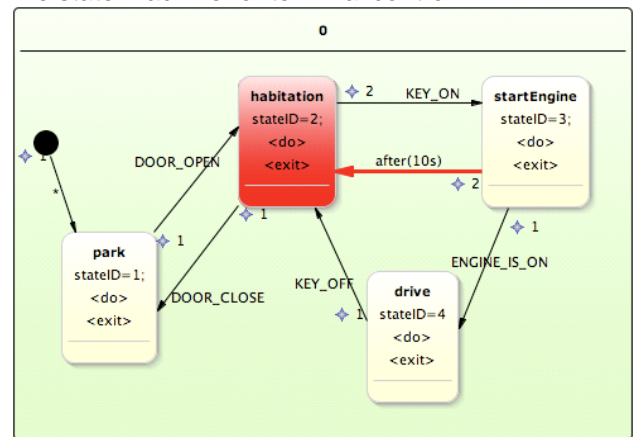 0
habitation
stateID=2;
<do>
<exit>
2
KEY_ON
startEngine
stateID=3;
<do>
<exit>
after(10s)
2
1
*
DOOR_OPEN
1
1
park
stateID=1;
<do>
<exit>
DOOR_CLOSE
KEY_OFF
1
ENGINE_IS_ON
1
drive
stateID=4
<do>
<exit>